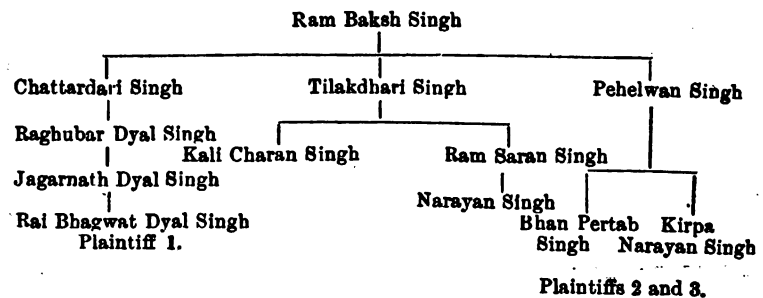 Ram Baksh Singh
Chattardari Singh Tilakdhari Singh Pehelwan Singh
Raghubar Dyal Singh
Kali Charan Singh Ram Saran Singh
Jagarnath Dyal Singh
Narayan Singh
Rai Bhagwat Dyal Singh
Plaintiff 1.
Bhan Pertab Kirpa
Singh Narayan Singh
Plaintiffs 2 and 3.